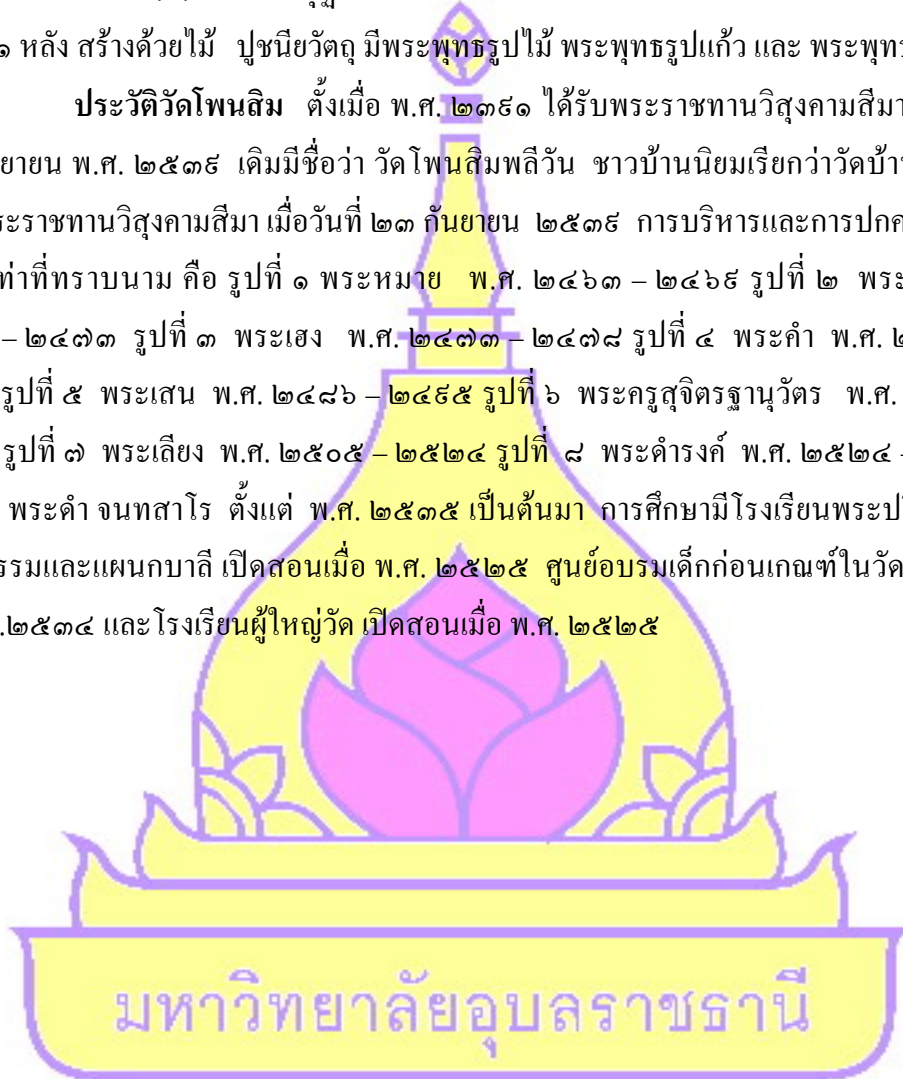 ๑ หลัง สร้างด้วยไม้ ปูชนียวัตถุ มีพระพุทธรูปไม้ พระพุทธรูปแก้ว และ พระพุทธ
ประวัติวัดโพนสิม ตั้งเมื่อ พ.ศ. ๒๓๙๑ ได้รับพระราชทานวิสุงคามสีมา
ยายน พ.ศ. ๒๕๓๙ เดิมมีชื่อว่า วัดโพนสิมพลีวัน ชาวบ้านนิยมเรียกว่าวัดบ้าน
ระราชทานวิสุงคามสีมา เมื่อวันที่ ๒๓ กันยายน ๒๕๓๙ การบริหารและการปกค
ท่าที่ทราบนาม คือ รูปที่ ๑ พระหมาย พ.ศ. ๒๔๖๓ – ๒๔๖๙ รูปที่ ๒ พระ
– ๒๔๗๓ รูปที่ ๓ พระเฮง พ.ศ. ๒๔๗๓ – ๒๔๗๘ รูปที่ ๔ พระคำ พ.ศ. ๒
รูปที่ ๕ พระเสน พ.ศ. ๒๔๘๖ – ๒๔๙๕ รูปที่ ๖ พระครูสุจิตรฐานุวัตร พ.ศ.
รูปที่ ๗ พระเลียง พ.ศ. ๒๕๐๕ – ๒๕๒๔ รูปที่ ๘ พระดำรงค์ พ.ศ. ๒๕๒๔ –
พระดำ จนทสาโร ตั้งแต่ พ.ศ. ๒๕๓๕ เป็นต้นมา การศึกษามีโรงเรียนพระป
รรมและแผนกบาลี เปิดสอนเมื่อ พ.ศ. ๒๕๒๕ ศูนย์อบรมเด็กก่อนเกณฑ์ในวัด
.๒๕๓๔ และโรงเรียนผู้ใหญ่วัด เปิดสอนเมื่อ พ.ศ. ๒๕๒๕
มหาวิทยาลัยอุบลราชธานี